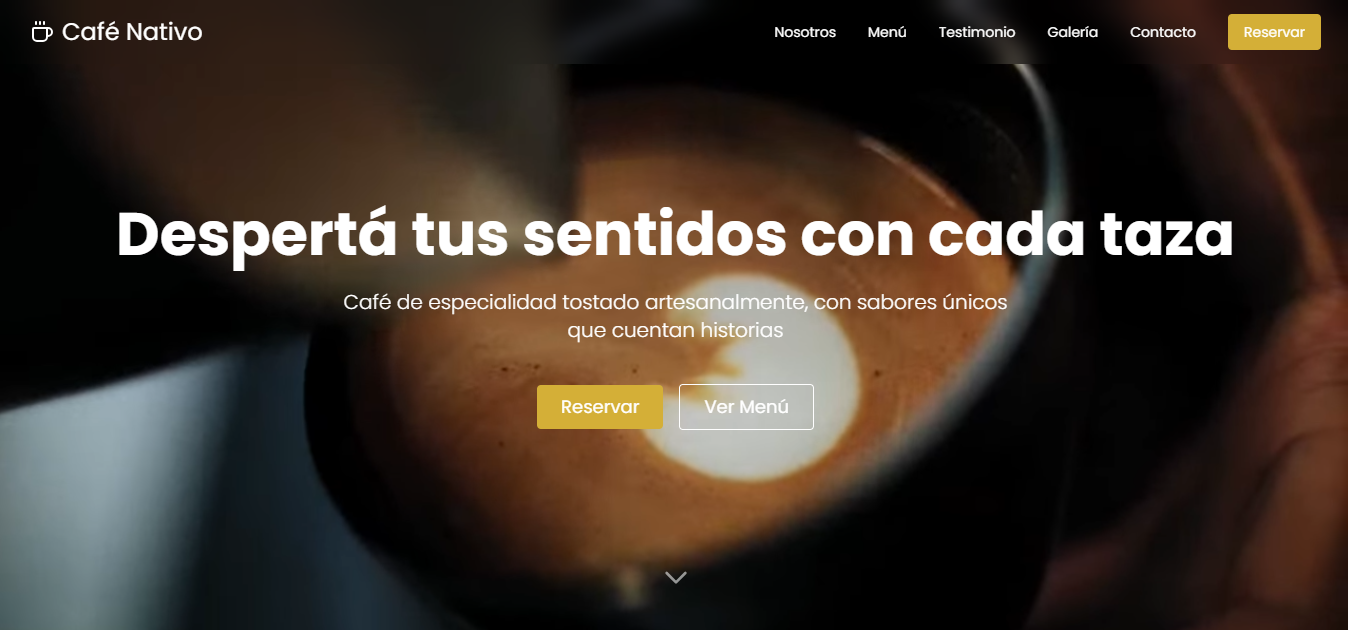 Café Nativo
Nosotros
Menú
Testimonio
Galería
Contacto
Reservar
Despertá tus sentidos con cada taza
Café de especialidad tostado artesanalmente, con sabores únicos
que cuentan historias
Reservar
Ver Menú